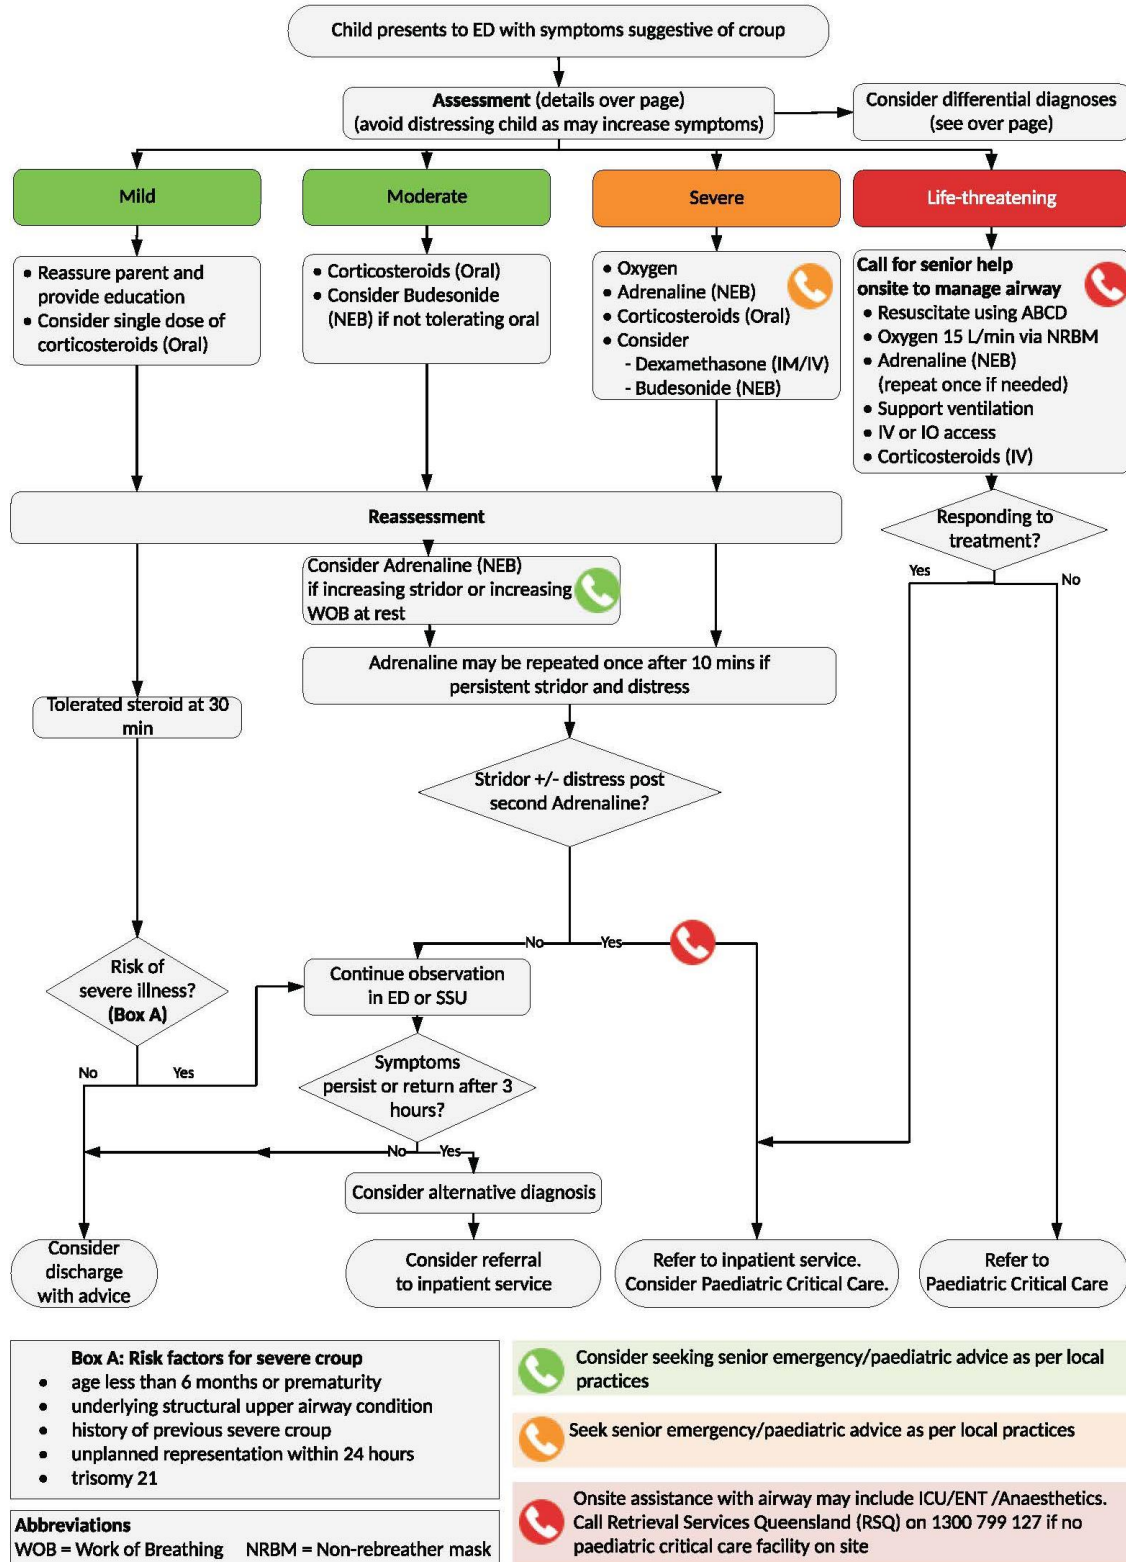 Child presents to ED with symptoms suggestive of croup
Assessment (details over page)
(avoid distressing child as may increase symptoms)
Consider differential diagnoses
(see over page)
Mild
Moderate
Severe
Life-threatening
• Reassure parent and
provide education
• Consider single dose of
corticosteroids (Oral)
• Corticosteroids (Oral)
• Consider Budesonide
(NEB) if not tolerating oral
• Oxygen
• Adrenaline (NEB)
• Corticosteroids (Oral)
• Consider
- Dexamethasone (IM/IV)
- Budesonide (NEB)
Call for senior help
onsite to manage airway
• Resuscitate using ABCD
• Oxygen 15 L/min via NRBM
• Adrenaline (NEB)
(repeat once if needed)
• Support ventilation
• IV or IO access
• Corticosteroids (IV)
Reassessment
Responding to
treatment?
Yes
No
Consider Adrenaline (NEB)
if increasing stridor or increasing
WOB at rest
Adrenaline may be repeated once after 10 mins if
persistent stridor and distress
Tolerated steroid at 30
min
Stridor +/- distress post
second Adrenaline?
No
Yes
Risk of
severe illness?
(Box A)
No
Yes
Continue observation
in ED or SSU
Symptoms
persist or return after 3
hours?
No
Yes
Consider alternative diagnosis
Consider
discharge
with advice
Consider referral
to inpatient service
Refer to inpatient service.
Consider Paediatric Critical Care.
Refer to
Paediatric Critical Care
Box A: Risk factors for severe croup
• age less than 6 months or prematurity
• underlying structural upper airway condition
• history of previous severe croup
• unplanned representation within 24 hours
• trisomy 21
Abbreviations
WOB = Work of Breathing NRBM = Non-rebreather mask
Consider seeking senior emergency/paediatric advice as per local
practices
Seek senior emergency/paediatric advice as per local practices
Onsite assistance with airway may include ICU/ENT /Anaesthetics.
Call Retrieval Services Queensland (RSQ) on 1300 799 127 if no
paediatric critical care facility on site